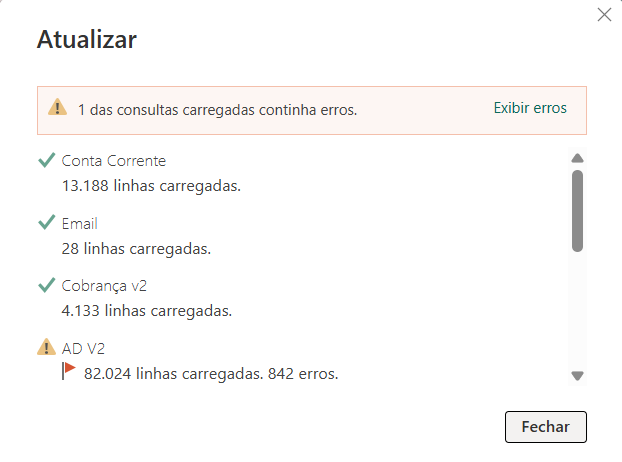 Atualizar
1 das consultas carregadas continha erros.
Exibir erros
Conta Corrente
13.188 linhas carregadas.
Email
28 linhas carregadas.
Cobrança v2
4.133 linhas carregadas.
AD V2
82.024 linhas carregadas. 842 erros.
Fechar